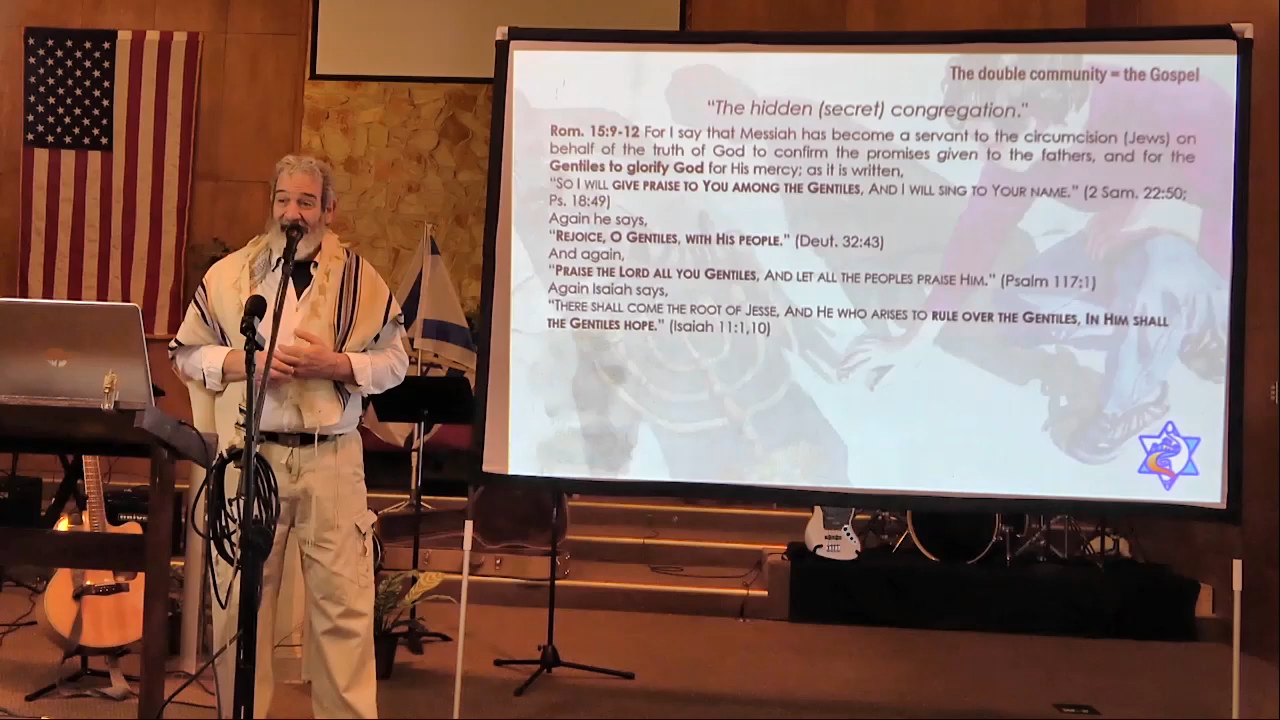 The double community = the Gospel
“The hidden (secret) congregation.”
Rom. 15:9-12 For I say that Messiah has become a servant to the circumcision (Jews) on
behalf of the truth of God to confirm the promises given to the fathers, and for the
Gentiles to glorify God for His mercy; as it is written,
“So I WILL GIVE PRAISE TO YOU AMONG THE GENTILES, AND I WILL SING TO YOUR NAME.” (2 Sam. 22:50;
Ps. 18:49)
Again he says,
“REJOICE, O GENTILES, WITH HIS PEOPLE.” (Deut. 32:43)
And again,
“PRAISE THE LORD ALL YOU GENTILES, AND LET ALL THE PEOPLES PRAISE HIM.” (Psalm 117:1)
Again Isaiah says,
“THERE SHALL COME THE ROOT OF JESSE, AND HE WHO ARISES TO RULE OVER THE GENTILES, IN HIM SHALL
THE GENTILES HOPE.” (Isaiah 11:1,10)